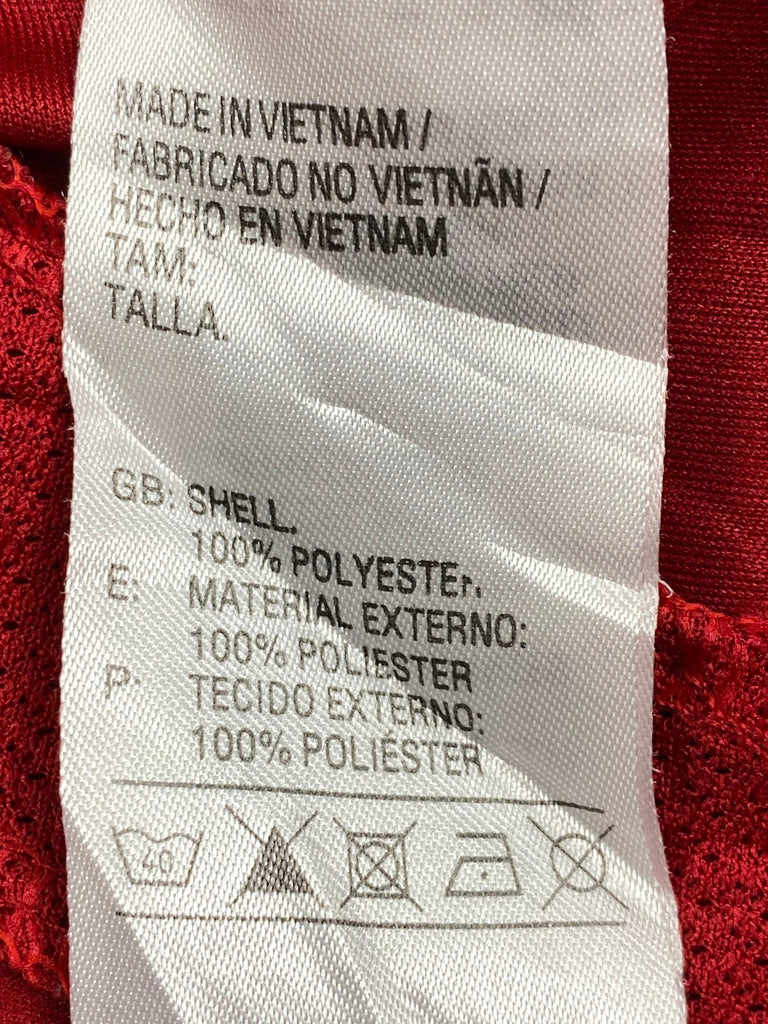 MADE IN VIETNAM /
FABRICADO NO VIETNÃN /
HECHO EN VIETNAM
TAM:
TALLA.
GB: SHELL.
100% POLYESTER.
E: MATERIAL EXTERNO:
100% POLIESTER
P: TECIDO EXTERNO:
100% POLIÉSTER
40